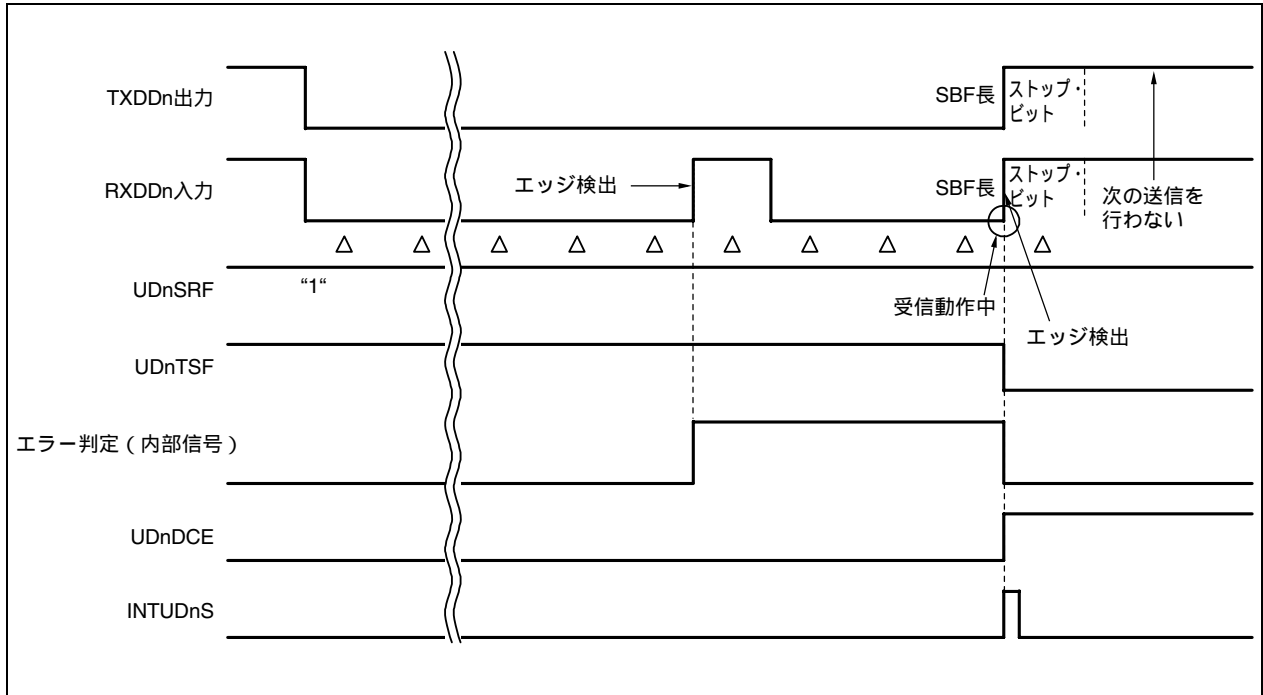 TXDDn出力
SBF長
ストップ・
ビット
RXDDn入力
エッジ検出
SBF長
ストップ・
ビット
次の送信を
行わない
UDnSRF
“1“
受信動作中
エッジ検出
UDnTSF
エラー判定(内部信号)
UDnDCE
INTUDnS